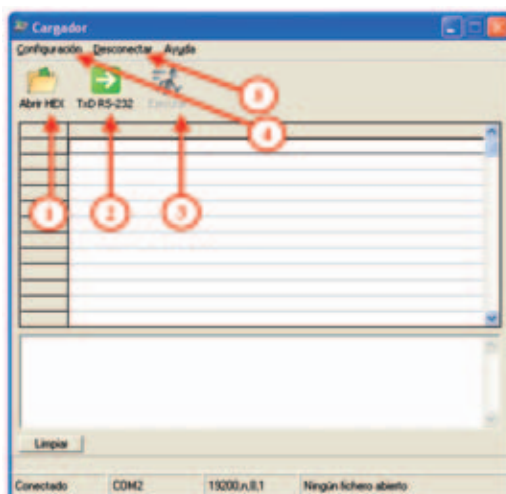 Cargador
Configuración Desconectar Ayuda
Abrir HEX TxD RS-232 Ejecutar
5
4
1 2 3
Limpiar
Conectado COM2 19200,n,8,1 Ningún fichero abierto